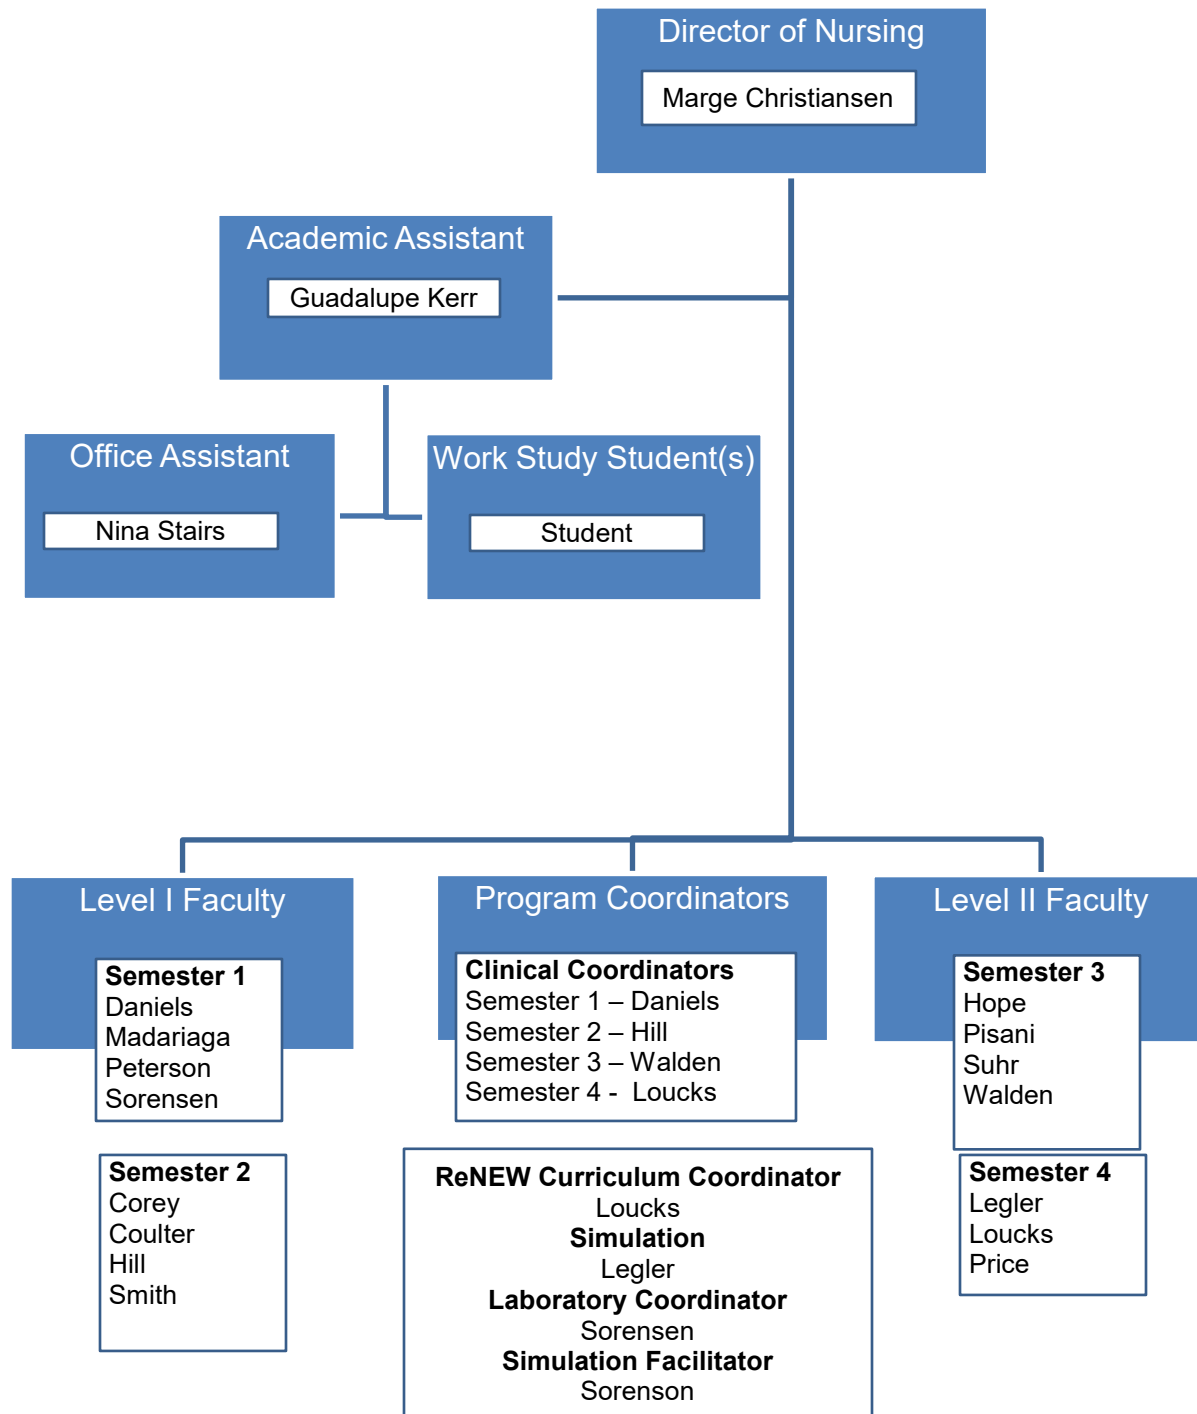 Director of Nursing
Marge Christiansen
Academic Assistant
Guadalupe Kerr
Office Assistant
Nina Stairs
Work Study Student(s)
Student
Level I Faculty
Semester 1
Daniels
Madariaga
Peterson
Sorensen
Semester 2
Corey
Coulter
Hill
Smith
Program Coordinators
Clinical Coordinators
Semester 1 – Daniels
Semester 2 – Hill
Semester 3 – Walden
Semester 4 -  Loucks
ReNEW Curriculum Coordinator
Loucks
Simulation
Legler
Laboratory Coordinator
Sorensen
Simulation Facilitator
Sorenson
Level II Faculty
Semester 3
Hope
Pisani
Suhr
Walden
Semester 4
Legler
Loucks
Price